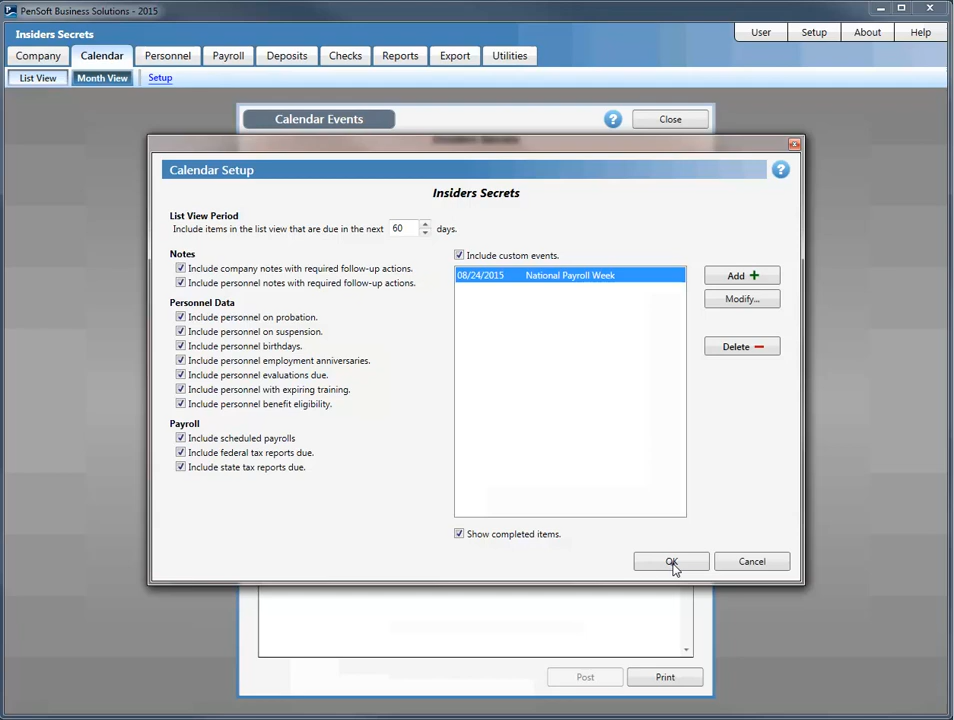 PenSoft Business Solutions - 2015
Insiders Secrets
User Setup About Help
Company Calendar Personnel Payroll Deposits Checks Reports Export Utilities
List View Month View Setup
Calendar Events ? Close
Calendar Setup ?
Insiders Secrets
List View Period
Include items in the list view that are due in the next 60 days.
Notes
Include company notes with required follow-up actions.
Include personnel notes with required follow-up actions.
Personnel Data
Include personnel on probation.
Include personnel on suspension.
Include personnel birthdays.
Include personnel employment anniversaries.
Include personnel evaluations due.
Include personnel with expiring training.
Include personnel benefit eligibility.
Payroll
Include scheduled payrolls
Include federal tax reports due.
Include state tax reports due.
Include custom events.
08/24/2015 National Payroll Week
Add
Modify...
Delete
Show completed items.
OK Cancel
Post Print